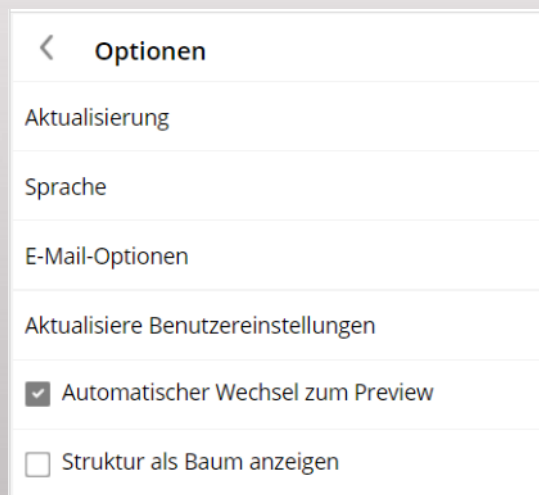 Optionen
Aktualisierung
Sprache
E-Mail-Optionen
Aktualisiere Benutzereinstellungen
Automatischer Wechsel zum Preview
Struktur als Baum anzeigen